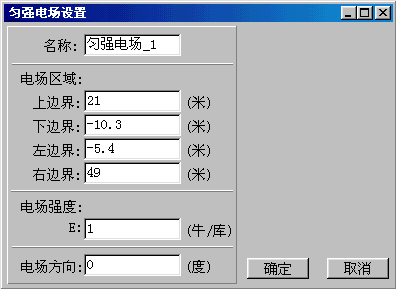 匀强电场设置
名称: 匀强电场_1
电场区域:
上边界: 21 (米)
下边界: -10.3 (米)
左边界: -5.4 (米)
右边界: 49 (米)
电场强度:
E: 1 (牛/库)
电场方向: 0 (度)
确定 取消